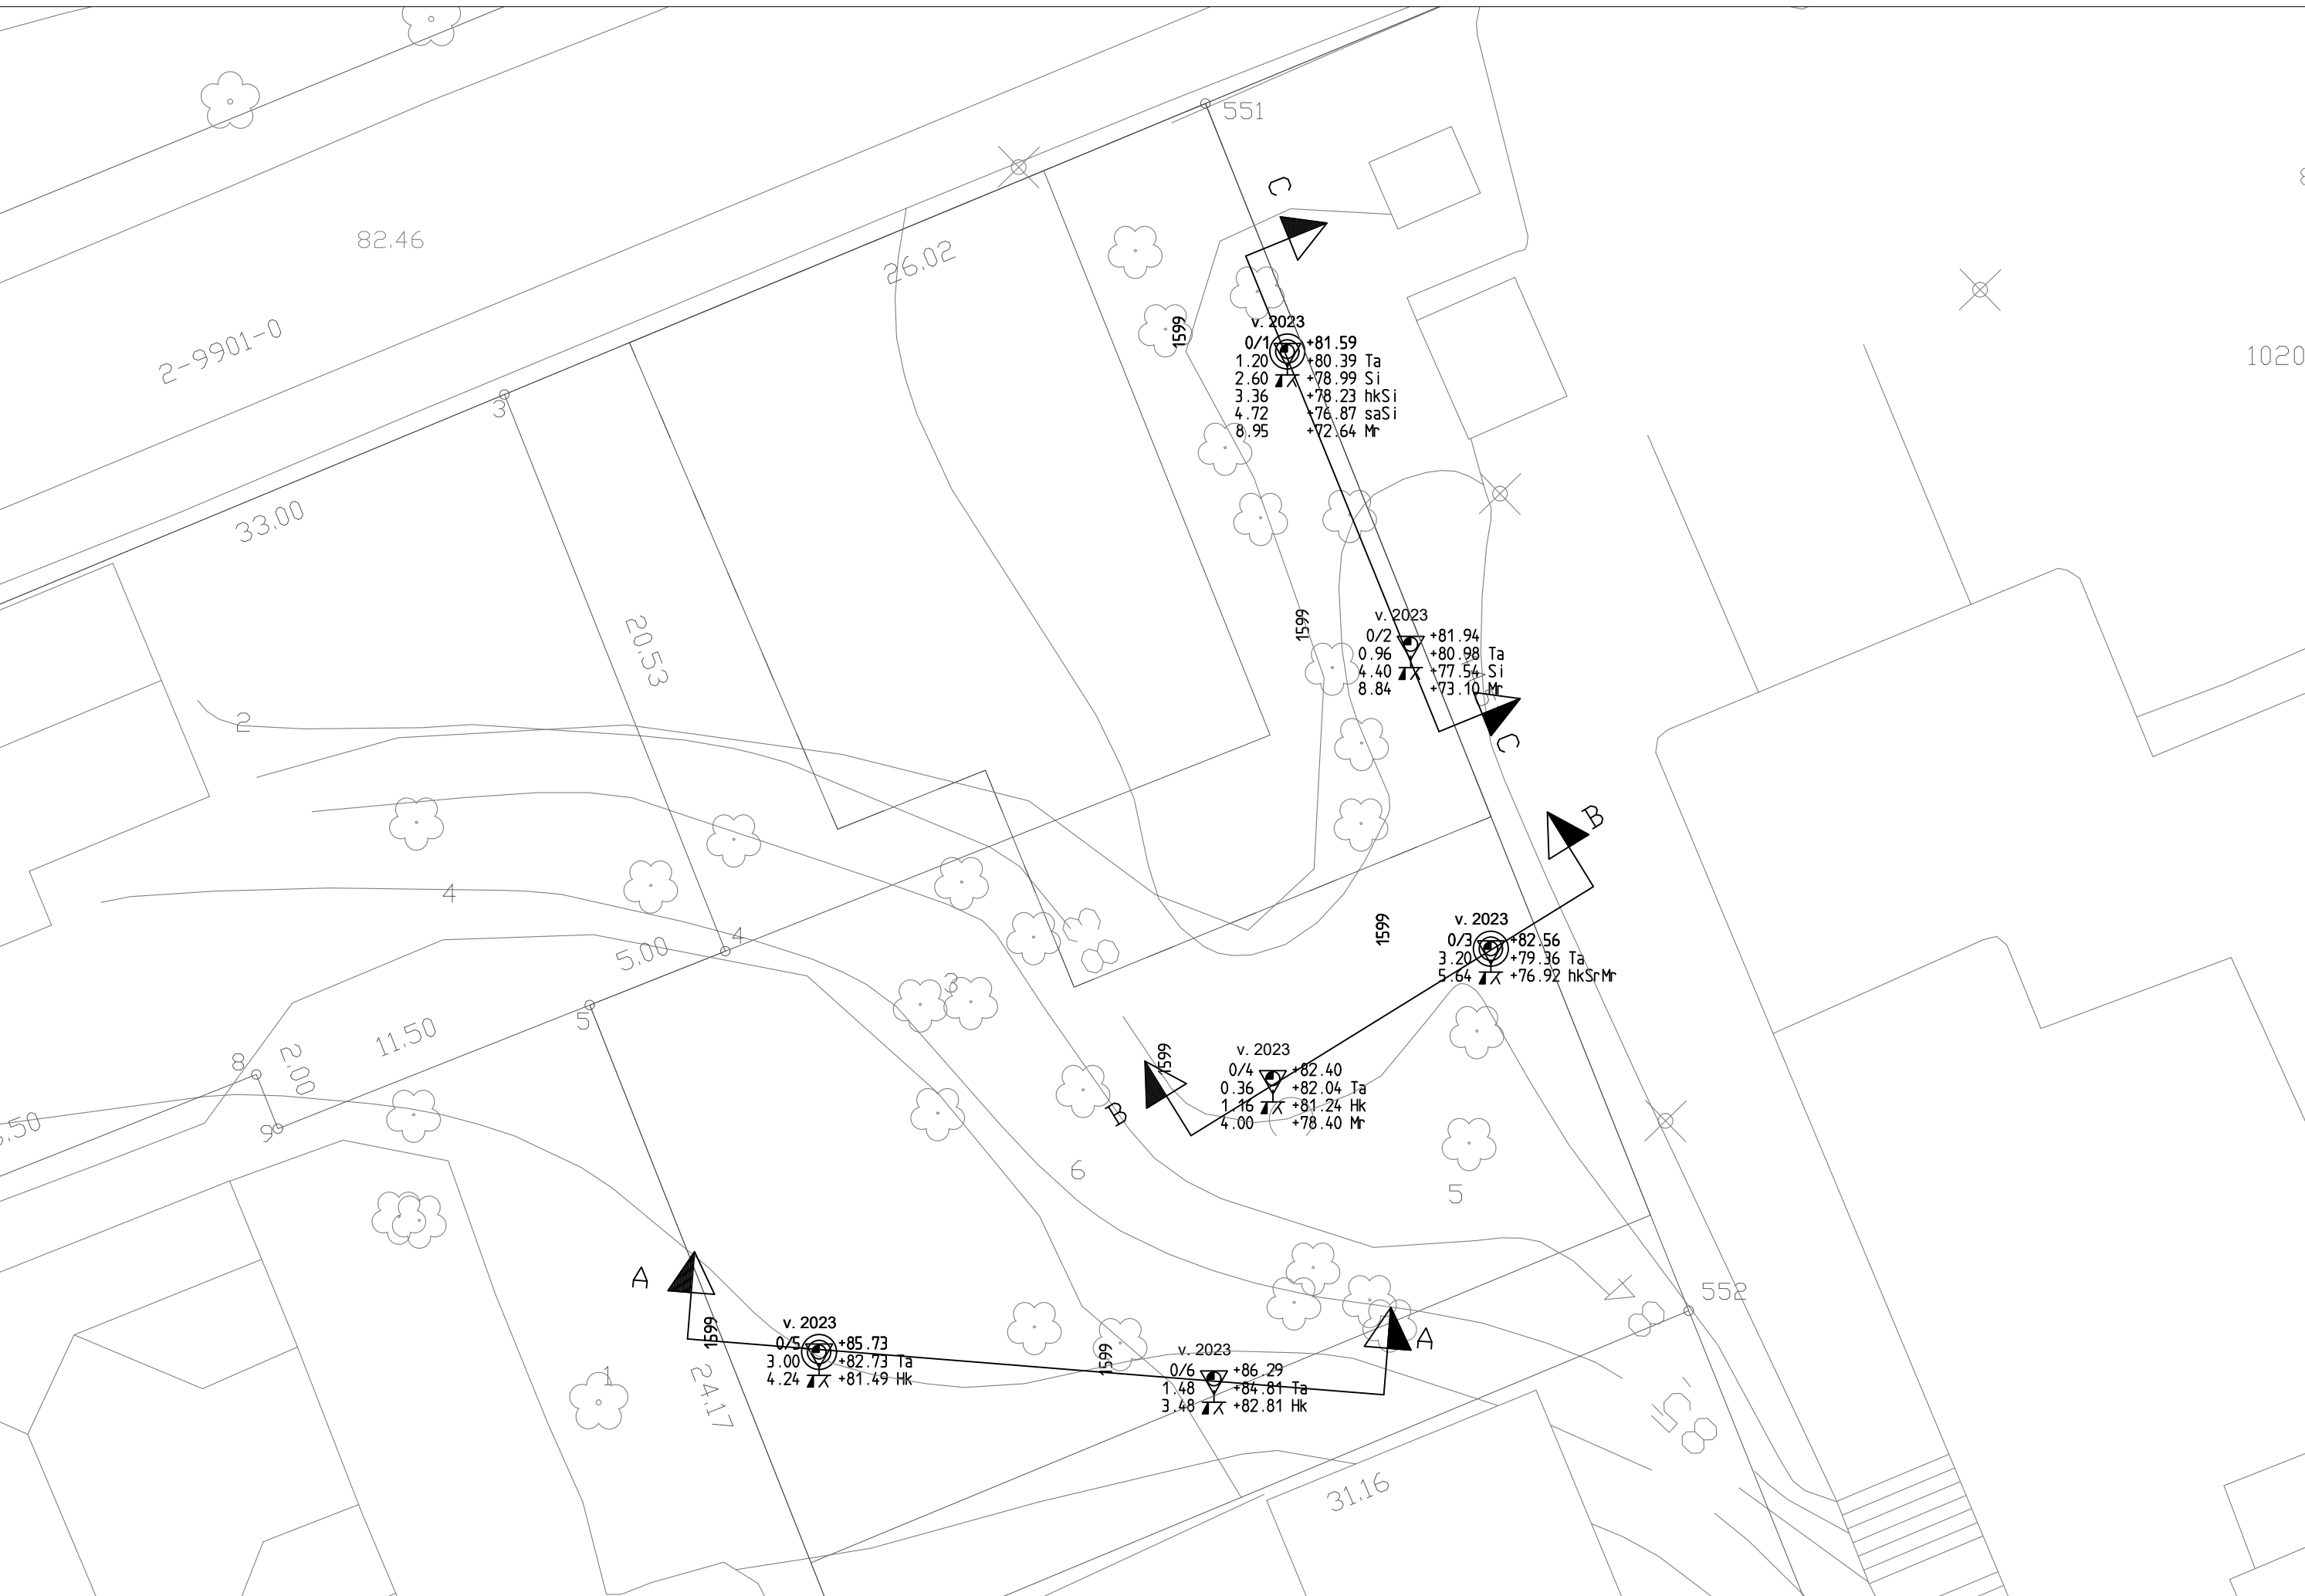 551
C
82.46
26.02
2-9901-0
1020
1599
v. 2023
0/1 +81.59
1.20 +80.39 Ta
2.60 +78.99 Si
3.36 +78.23 hkSi
4.72 +76.87 saSi
8.95 +72.64 Mr
3
33.00
20.53
1599
v. 2023
0/2 +81.94
0.96 +80.98 Ta
4.40 +77.54 Si
8.84 +73.10 Mr
C
2
B
4
4
5.00
1599
v. 2023
0/3 +82.56
3.20 +79.36 Ta
5.64 +76.92 hkSrMr
3
5
11.50
8
2.00
9
.50
1599
v. 2023
0/4 +82.40
0.36 +82.04 Ta
1.16 +81.24 Hk
4.00 +78.40 Mr
B
6
5
A
552
1599
v. 2023
0/5 +85.73
3.00 +82.73 Ta
4.24 +81.49 Hk
1599
v. 2023
0/6 +86.29
1.48 +84.81 Ta
3.48 +82.81 Hk
A
1
24.17
31.16